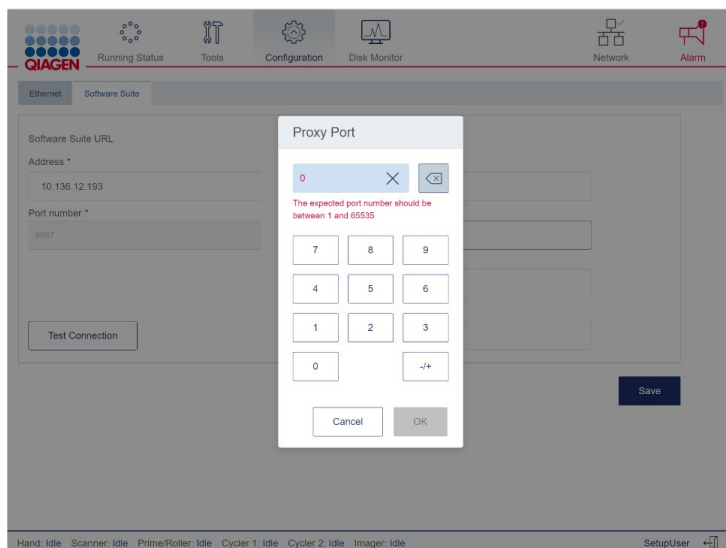 QIAGEN
Running Status
Tools
Configuration
Disk Monitor
Network
Alarm
Ethernet
Software Suite
Software Suite URL
Address *
10.136.12.193
Port number *
8887
Test Connection
Proxy Port
0
The expected port number should be
between 1 and 65535
7 8 9
4 5 6
1 2 3
0 -/+
Cancel OK
Save
Hand: Idle Scanner: Idle Prime/Roller: Idle Cycler 1: Idle Cycler 2: Idle Imager: Idle SetupUser